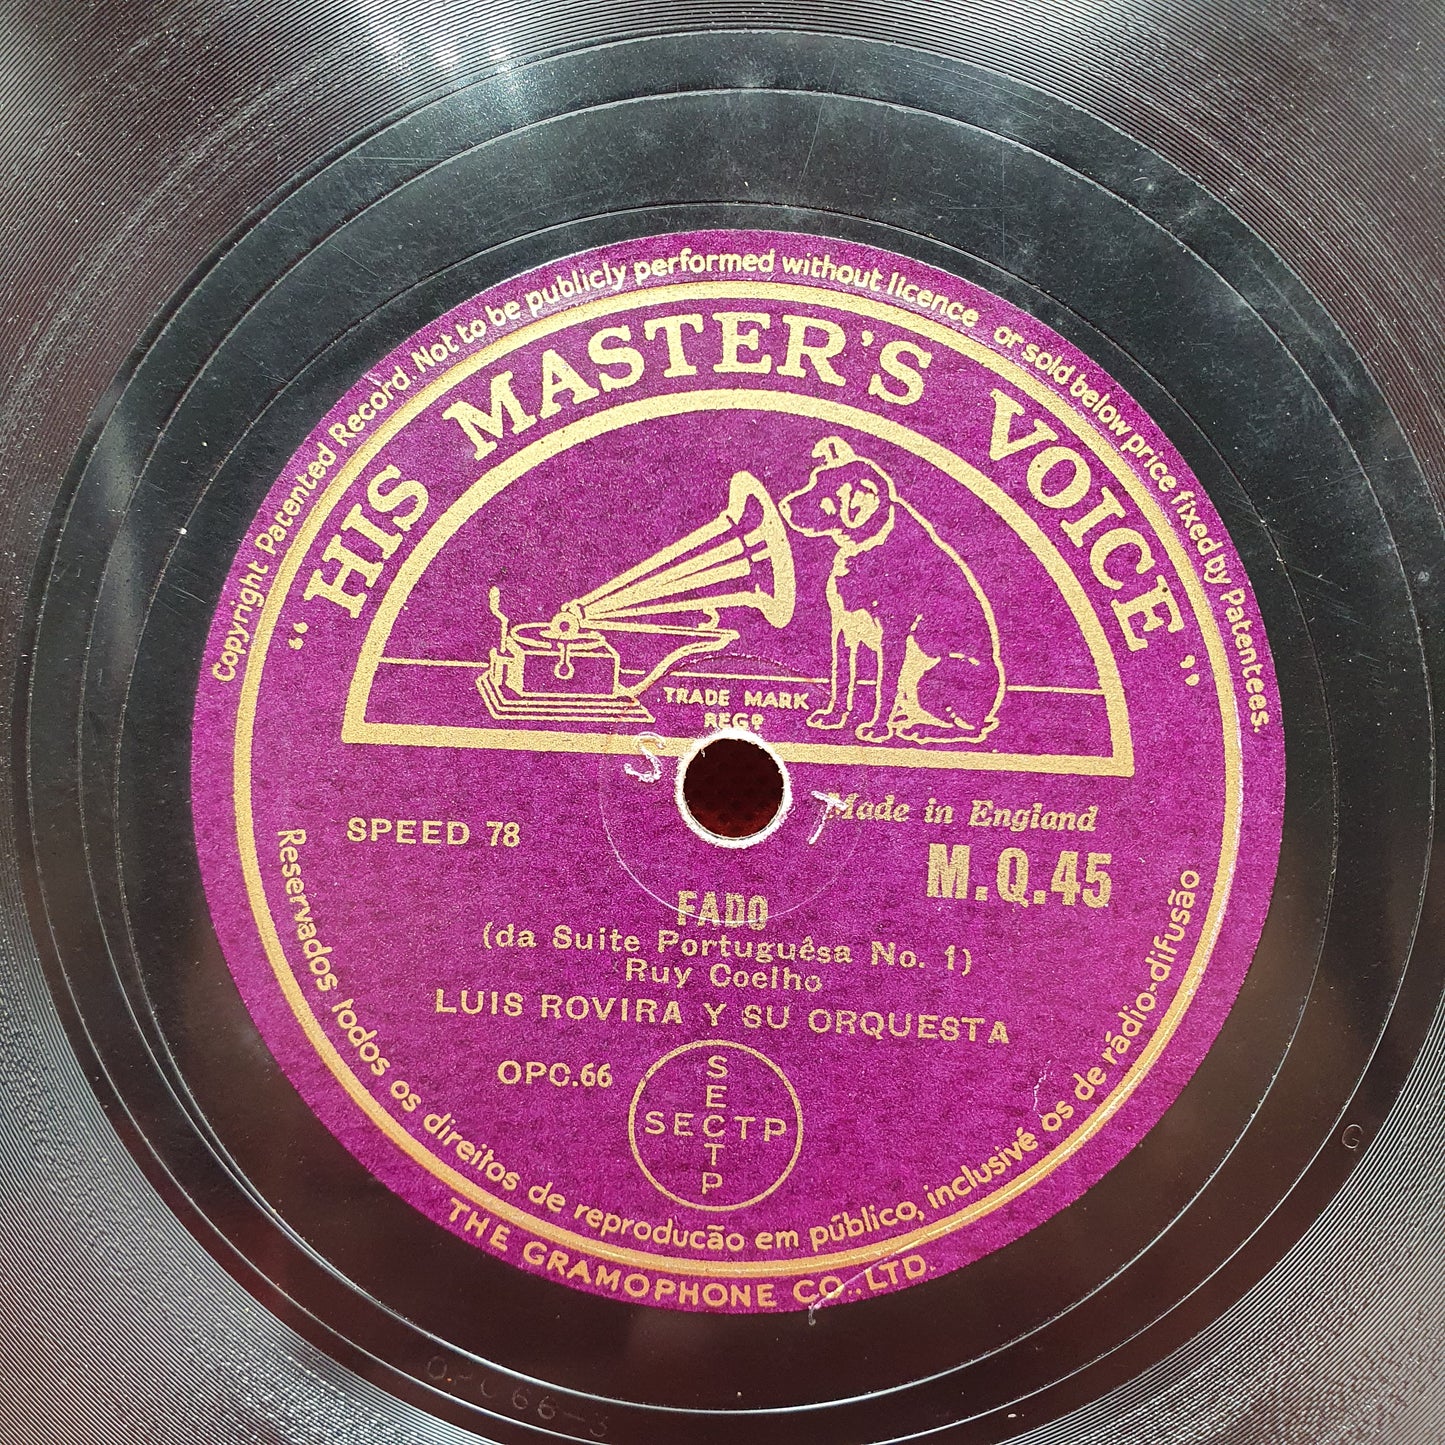 Copyright Patented Record. Not to be publicly performed without licence or sold below price fixed by Patentees.
"HIS MASTER'S VOICE"
TRADE MARK
REGD
S
T
Made in England
SPEED 78
M.Q.45
FADO
(da Suite Portuguêsa No. 1)
Ruy Coelho
LUIS ROVIRA Y SU ORQUESTA
OPC.66
SECTP
SECTP
Reservados todos os direitos de reproducão em público, inclusivé os de rádio-difusão
THE GRAMOPHONE CO., LTD.
G
OPC 66-3